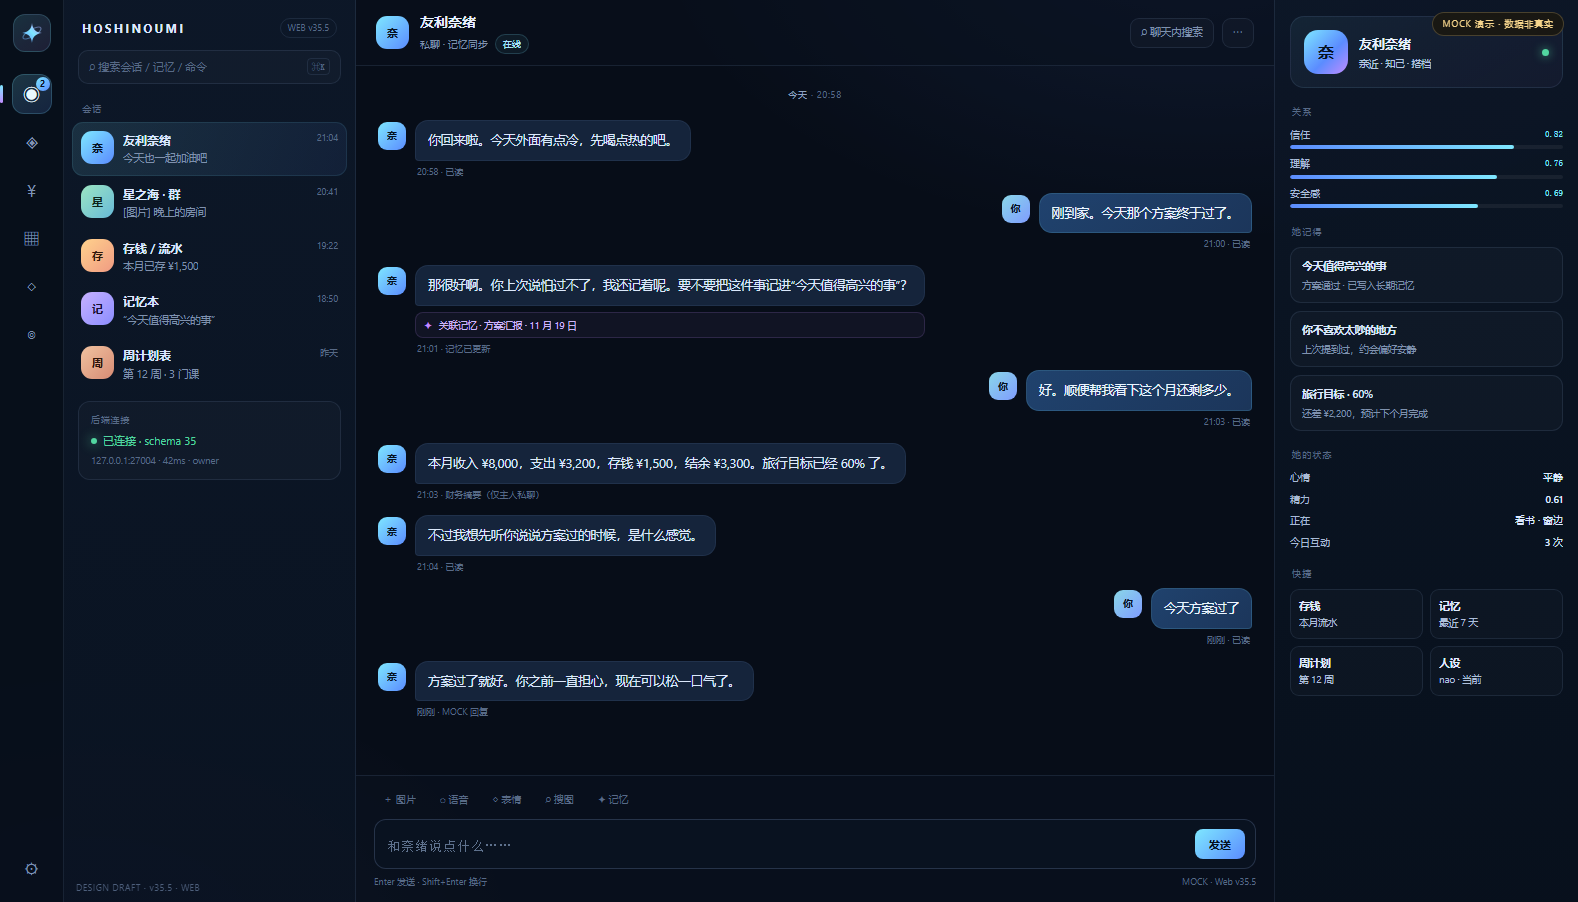 HOSHINOUMI
WEB v35.5
搜索会话 / 记忆 / 命令
⌘K
2
会话
奈
友利奈绪
21:04
今天也一起加油吧
星
星之海 · 群
20:41
[图片] 晚上的房间
存
存钱 / 流水
19:22
本月已存 ¥1,500
记
记忆本
18:50
“今天值得高兴的事”
周
周计划表
昨天
第 12 周 · 3 门课
后端连接
已连接 · schema 35
127.0.0.1:27004 · 42ms · owner
DESIGN DRAFT · v35.5 · WEB
奈
友利奈绪
私聊 · 记忆同步
在线
聊天内搜索
···
今天 · 20:58
奈
你回来啦。今天外面有点冷，先喝点热的吧。
20:58 · 已读
你
刚到家。今天那个方案终于过了。
21:00 · 已读
奈
那很好啊。你上次说怕过不了，我还记着呢。要不要把这件事记进“今天值得高兴的事”？
✦ 关联记忆 · 方案汇报 · 11 月 19 日
21:01 · 记忆已更新
你
好。顺便帮我看下这个月还剩多少。
21:03 · 已读
奈
本月收入 ¥8,000，支出 ¥3,200，存钱 ¥1,500，结余 ¥3,300。旅行目标已经 60% 了。
21:03 · 财务摘要（仅主人私聊）
奈
不过我想先听你说说方案过的时候，是什么感觉。
21:04 · 已读
你
今天方案过了
刚刚 · 已读
奈
方案过了就好。你之前一直担心，现在可以松一口气了。
刚刚 · MOCK 回复
+ 图片
○ 语音
◇ 表情
⌕ 搜图
✦ 记忆
和奈绪说点什么……
发送
Enter 发送 · Shift+Enter 换行
MOCK · Web v35.5
MOCK 演示 · 数据非真实
奈
友利奈绪
亲近 · 知己 · 搭档
关系
信任
0.82
理解
0.76
安全感
0.69
她记得
今天值得高兴的事
方案通过 · 已写入长期记忆
你不喜欢太吵的地方
上次提到过，约会偏好安静
旅行目标 · 60%
还差 ¥2,200，预计下个月完成
她的状态
心情
平静
精力
0.61
正在
看书 · 窗边
今日互动
3 次
快捷
存钱
本月流水
记忆
最近 7 天
周计划
第 12 周
人设
nao · 当前